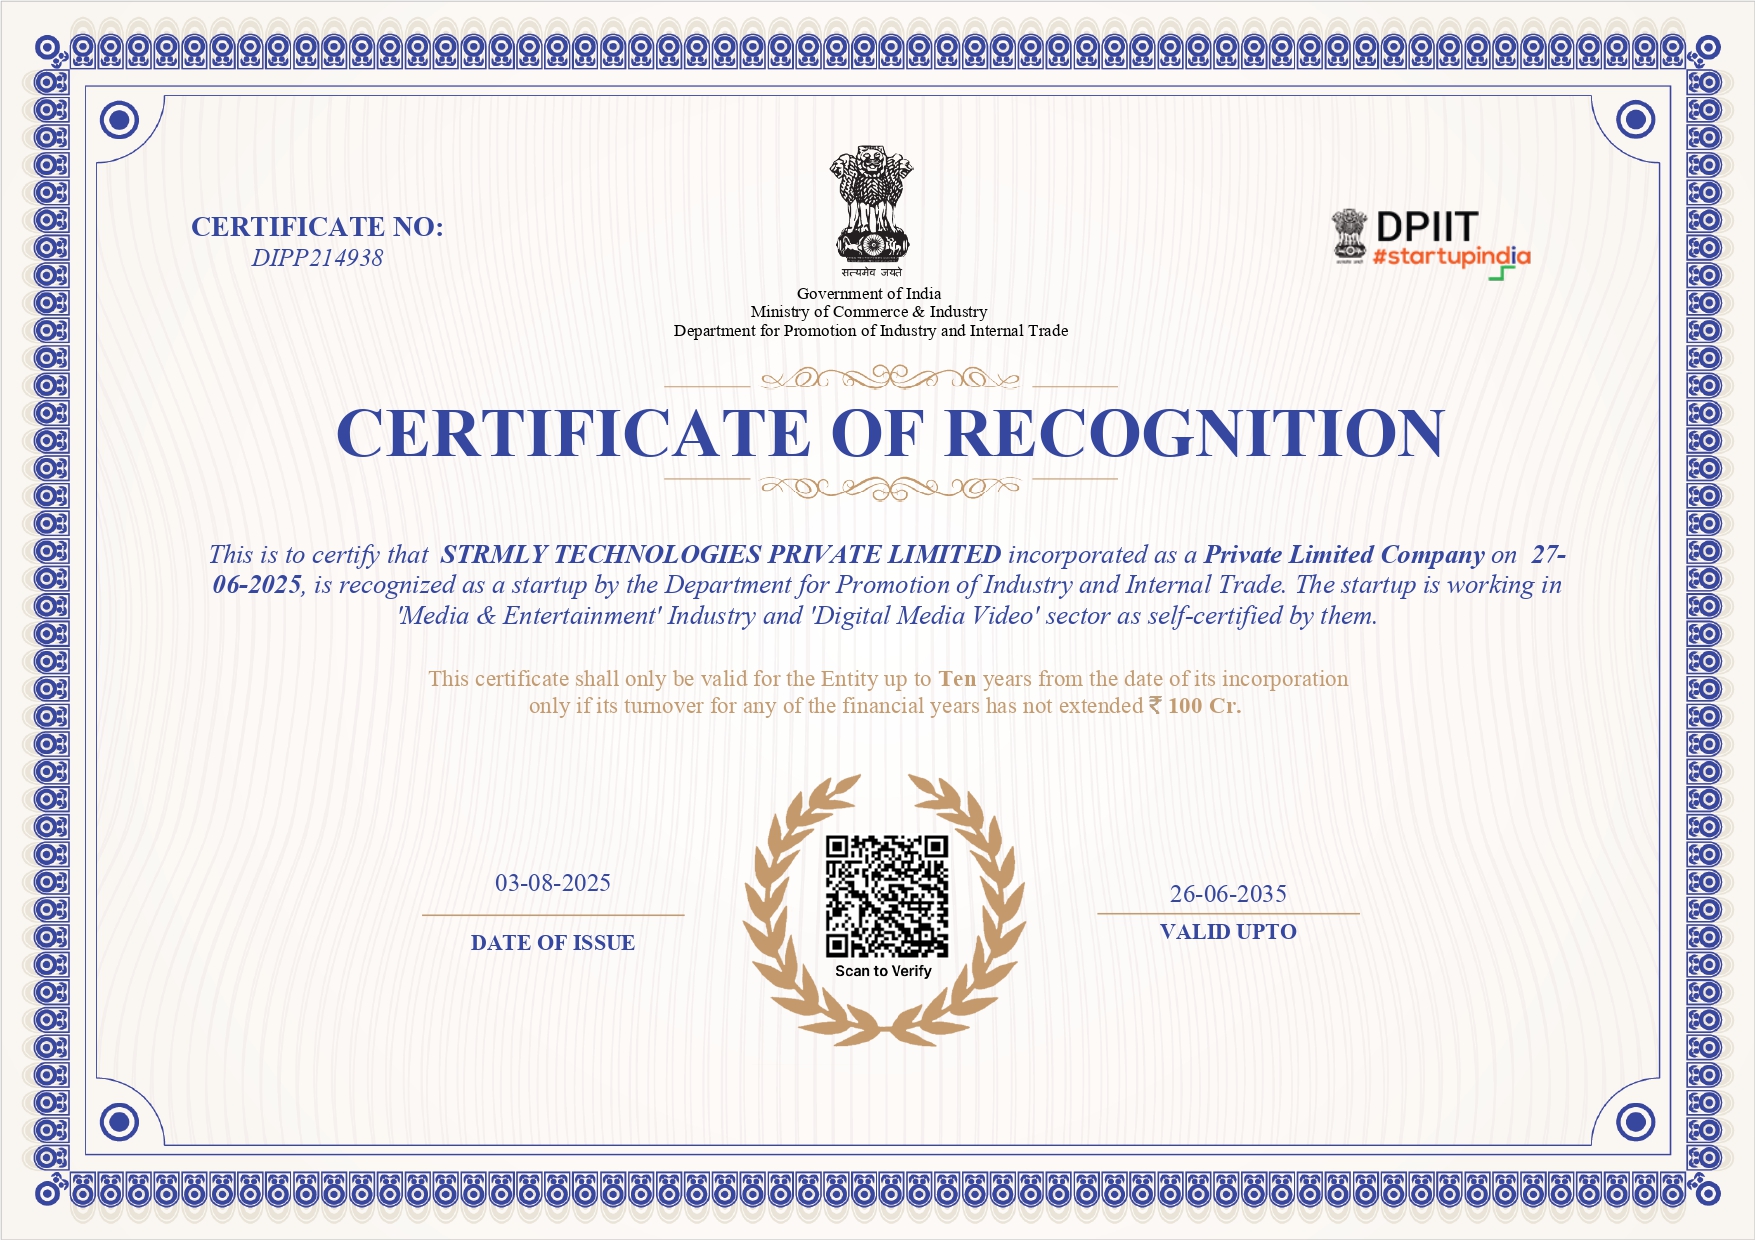 CERTIFICATE NO:
DIPP214938
सत्यमेव जयते
DPIIT
#startupindia
Government of India
Ministry of Commerce & Industry
Department for Promotion of Industry and Internal Trade
CERTIFICATE OF RECOGNITION
This is to certify that STRMLY TECHNOLOGIES PRIVATE LIMITED incorporated as a Private Limited Company on 27-
06-2025, is recognized as a startup by the Department for Promotion of Industry and Internal Trade. The startup is working in
'Media & Entertainment' Industry and 'Digital Media Video' sector as self-certified by them.
This certificate shall only be valid for the Entity up to Ten years from the date of its incorporation
only if its turnover for any of the financial years has not extended ₹ 100 Cr.
03-08-2025
DATE OF ISSUE
Scan to Verify
26-06-2035
VALID UPTO